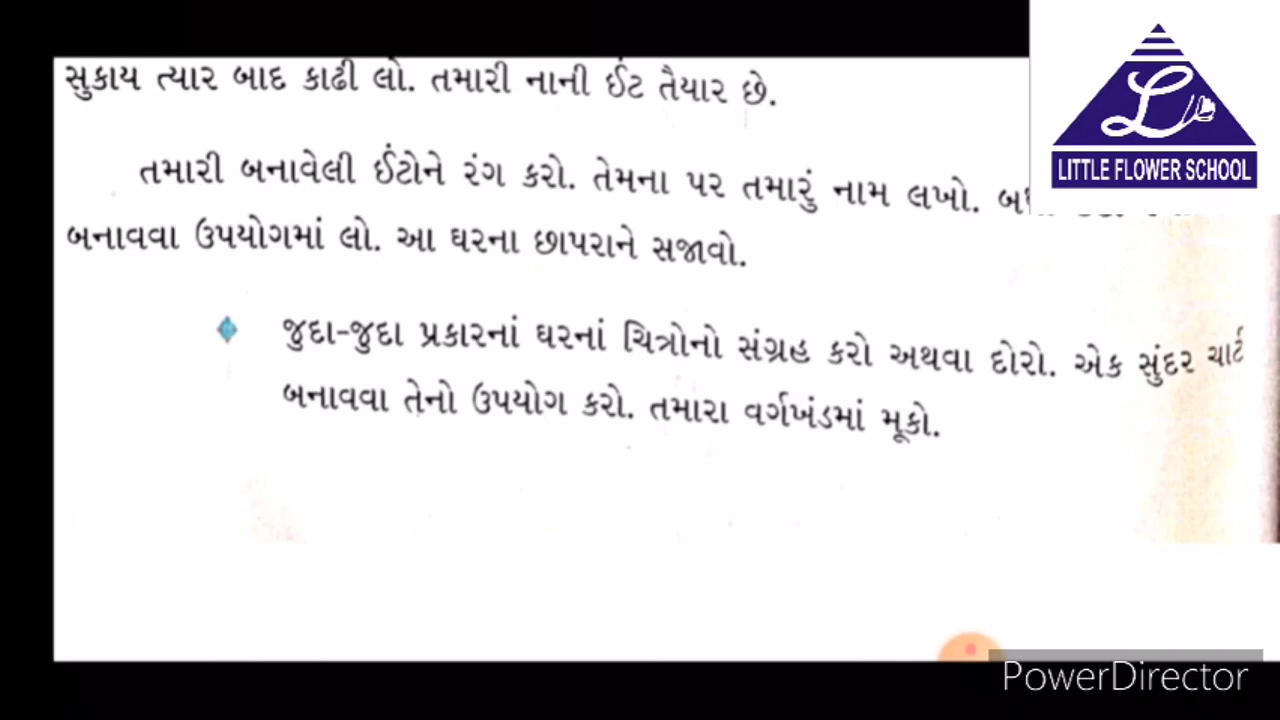 સુકાય ત્યાર બાદ કાઢી લો. તમારી નાની ઈંટ તૈયાર છે.
LITTLE FLOWER SCHOOL
તમારી બનાવેલી ઈંટોને રંગ કરો. તેમના પર તમારું નામ લખો.
બનાવવા ઉપયોગમાં લો. આ ઘરના છાપરાને સજાવો.
જુદા-જુદા પ્રકારનાં ઘરનાં ચિત્રોનો સંગ્રહ કરો અથવા દોરો. એક સુંદર ચાર્ટ
બનાવવા તેનો ઉપયોગ કરો. તમારા વર્ગખંડમાં મૂકો.
PowerDirector